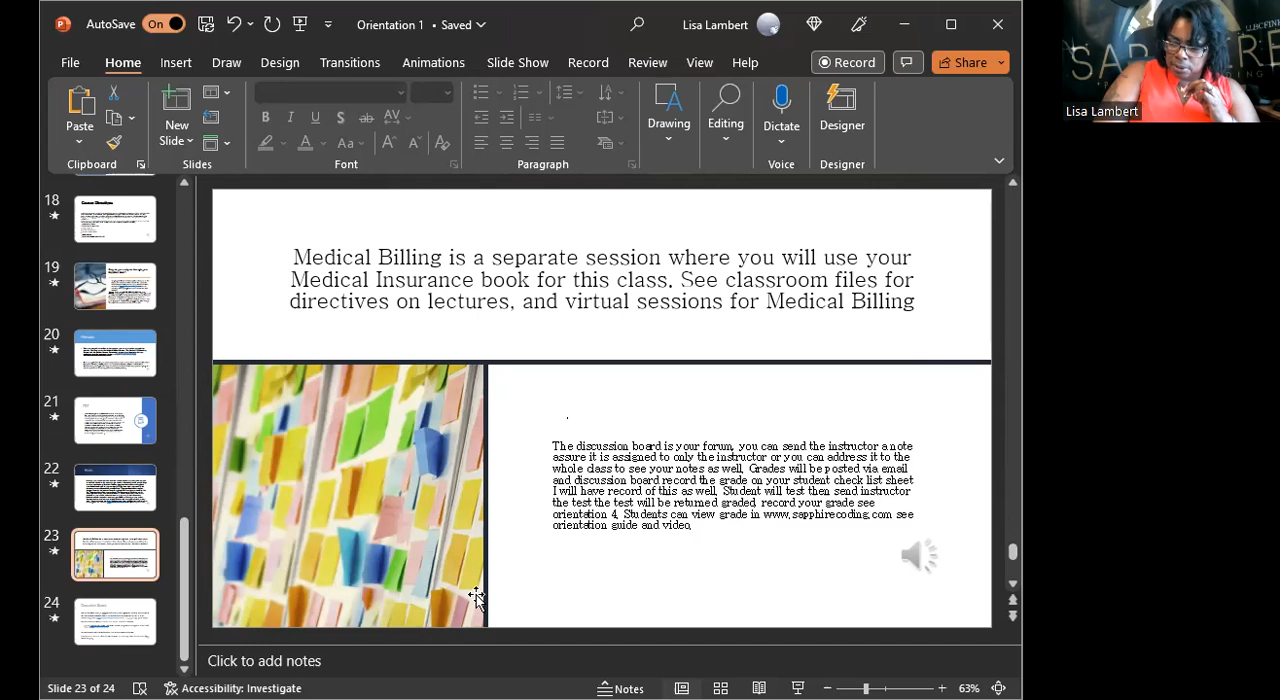 AutoSave On Orientation 1 • Saved Lisa Lambert
File Home Insert Draw Design Transitions Animations Slide Show Record Review View Help Record Share
Paste New Slide Drawing Editing Dictate Designer
Clipboard Slides Font Paragraph Voice Designer
Lisa Lambert
18
19
20
21
22
23
24
Medical Billing is a separate session where you will use your
Medical Insurance book for this class. See classroom files for
directives on lectures, and virtual sessions for Medical Billing
The discussion board is your forum, you can send the instructor a note
assure it is assigned to only the instructor or you can address it to the
whole class to see your notes as well. Grades will be posted via email
and discussion board record the grade on your student check list sheet
I will have record of this as well. Student will test then send instructor
the test the test will be returned graded record your grade see
orientation 4. Students can view grade in www.sapphirecoding.com see
orientation guide and video.
Click to add notes
Slide 23 of 24 Accessibility: Investigate Notes 63%